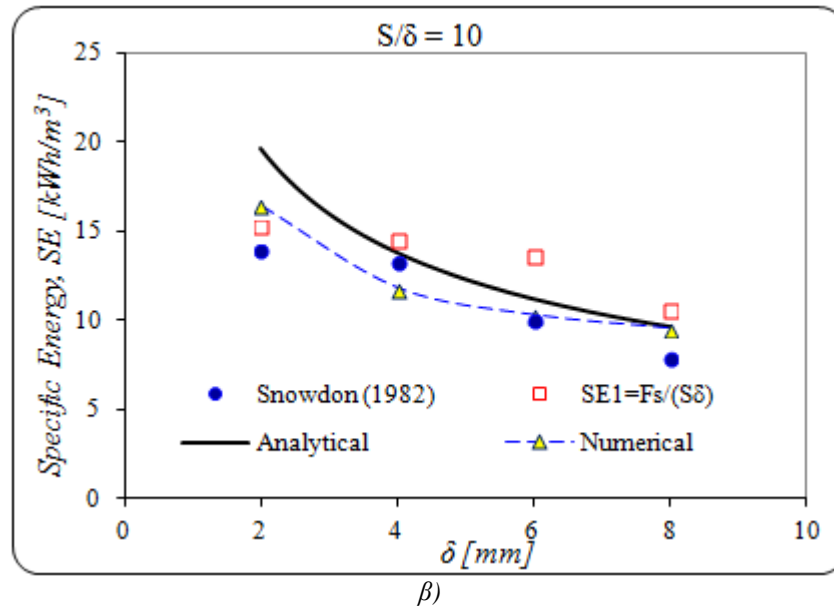 S/δ = 10
Specific Energy, SE [kWh/m³]
25
20
15
10
5
0
Snowdon (1982)
SE1=Fs/(Sδ)
Analytical
Numerical
0 2 4 6 8 10
δ [mm]
β)